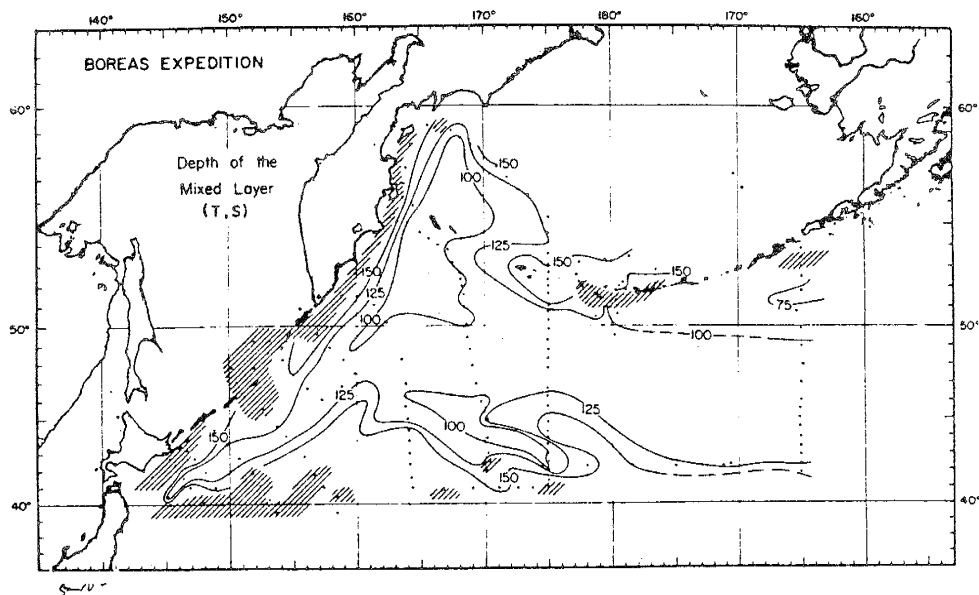 140° 150° 160° 170° 180° 170° 160°
BOREAS EXPEDITION
60° 60°
Depth of the
Mixed Layer
(T,S)
150
100
125
150 150 150
125 75
100 100
50° 50°
125 125
100
150 150
40° 40°